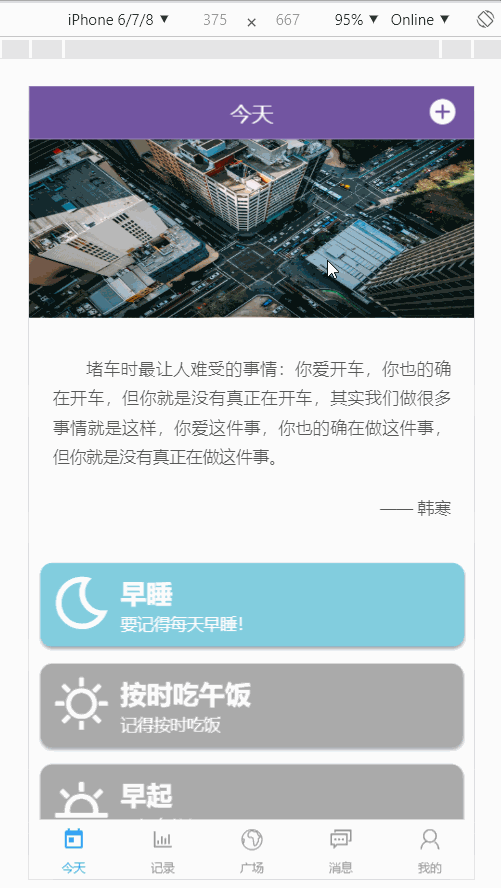 iPhone 6/7/8 ▼ 375 × 667 95% ▼ Online ▼
今天
堵车时最让人难受的事情：你爱开车，你也的确
在开车，但你就是没有真正在开车，其实我们做很多
事情就是这样，你爱这件事，你也的确在做这件事，
但你就是没有真正在做这件事。
—— 韩寒
早睡
要记得每天早睡！
按时吃午饭
记得按时吃饭
早起
今天 记录 广场 消息 我的